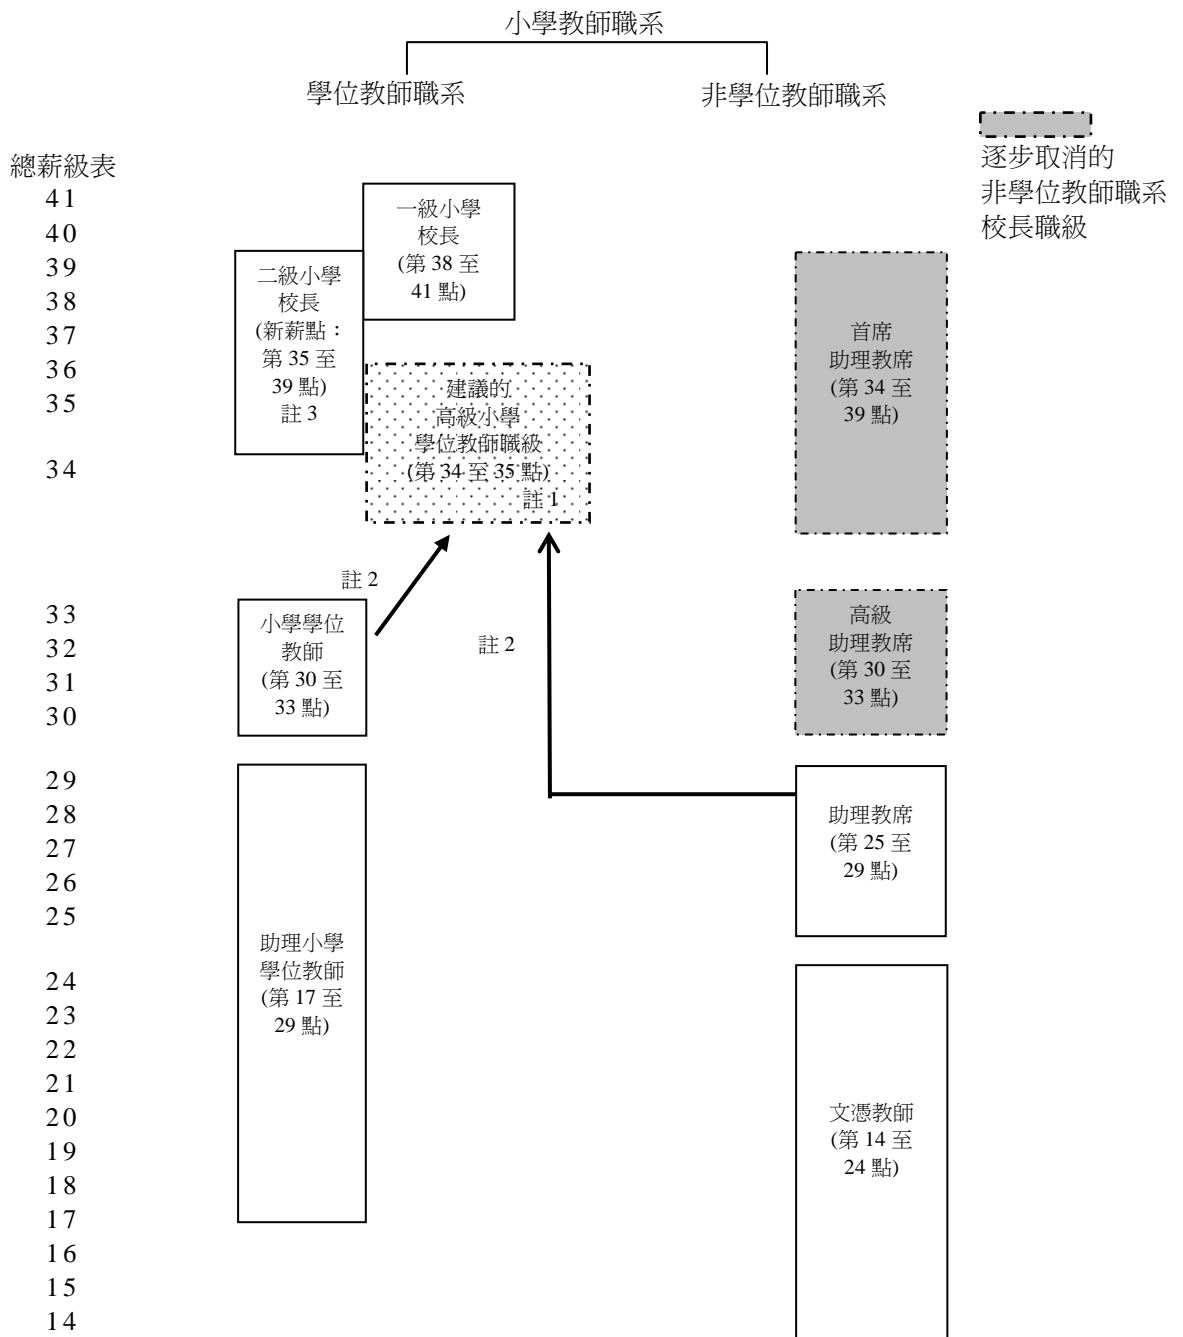 小學教師職系
學位教師職系
非學位教師職系
逐步取消的
非學位教師職系
校長職級
總薪級表
41
40
39
38
37
36
35
34
33
32
31
30
29
28
27
26
25
24
23
22
21
20
19
18
17
16
15
14
一級小學
校長
(第 38 至
41 點)
二級小學
校長
(新薪點：
第 35 至
39 點)
註 3
建議的
高級小學
學位教師職級
(第 34 至 35 點)
註 1
首席
助理教席
(第 34 至
39 點)
註 2
註 2
小學學位
教師
(第 30 至
33 點)
高級
助理教席
(第 30 至
33 點)
助理小學
學位教師
(第 17 至
29 點)
助理教席
(第 25 至
29 點)
文憑教師
(第 14 至
24 點)